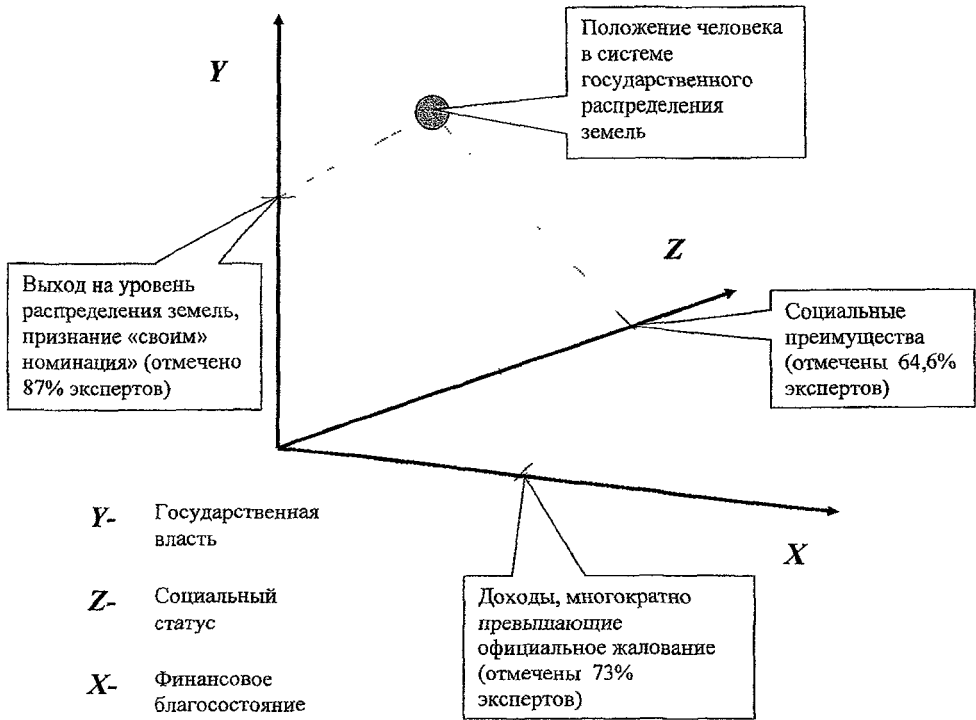 Y
Положение человека
в системе
государственного
распределения
земель
Z
Выход на уровень
распределения земель,
признание «своим»
номинация» (отмечено
87% экспертов)
Социальные
преимущества
(отмечены 64,6%
экспертов)
X
Y- Государственная
власть
Z- Социальный
статус
X- Финансовое
благосостояние
Доходы, многократно
превышающие
официальное жалование
(отмечены 73%
экспертов)